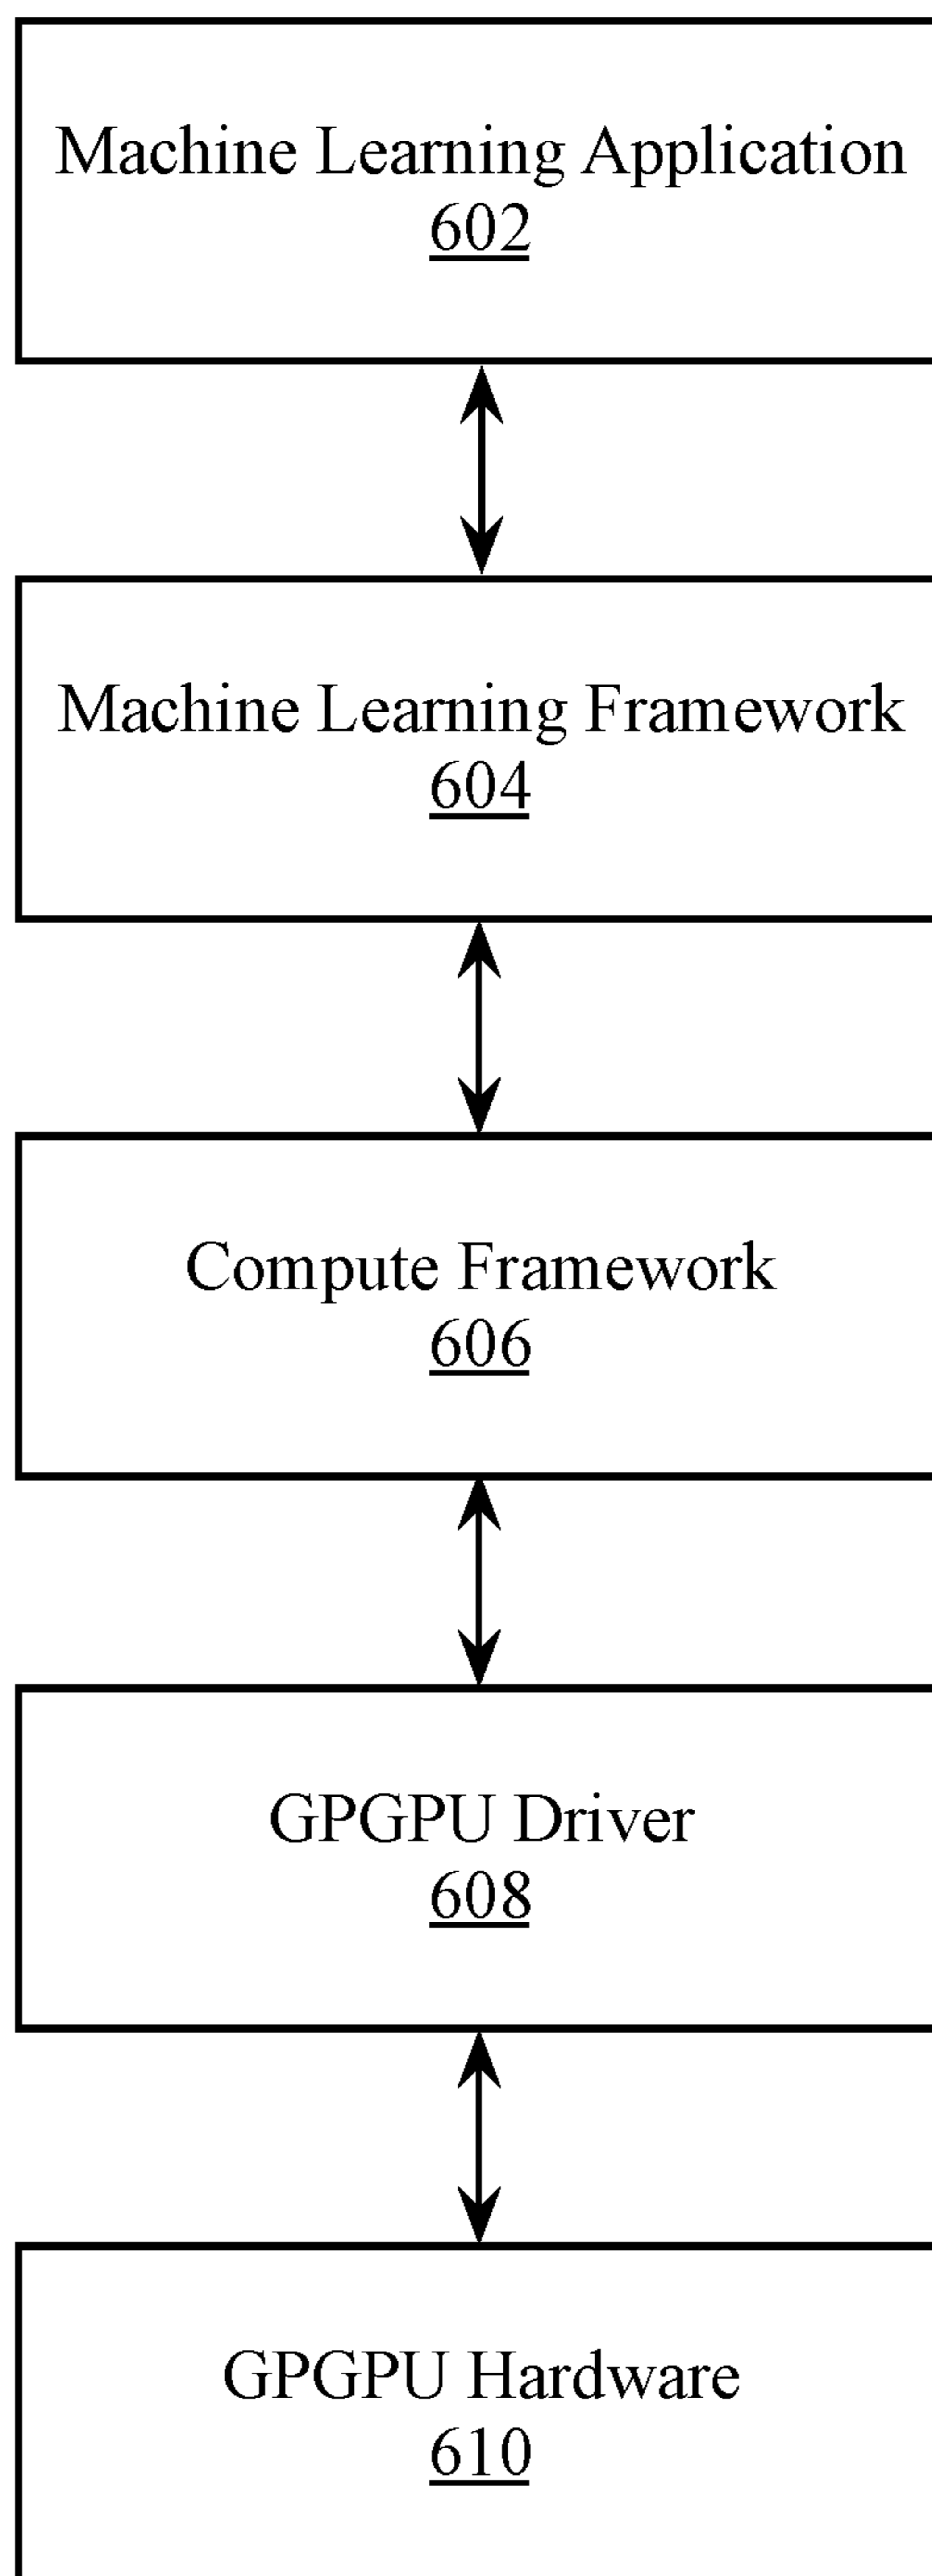 Machine Learning Application
602
Machine Learning Framework
604
Compute Framework
606
GPGPU Driver
608
GPGPU Hardware
610